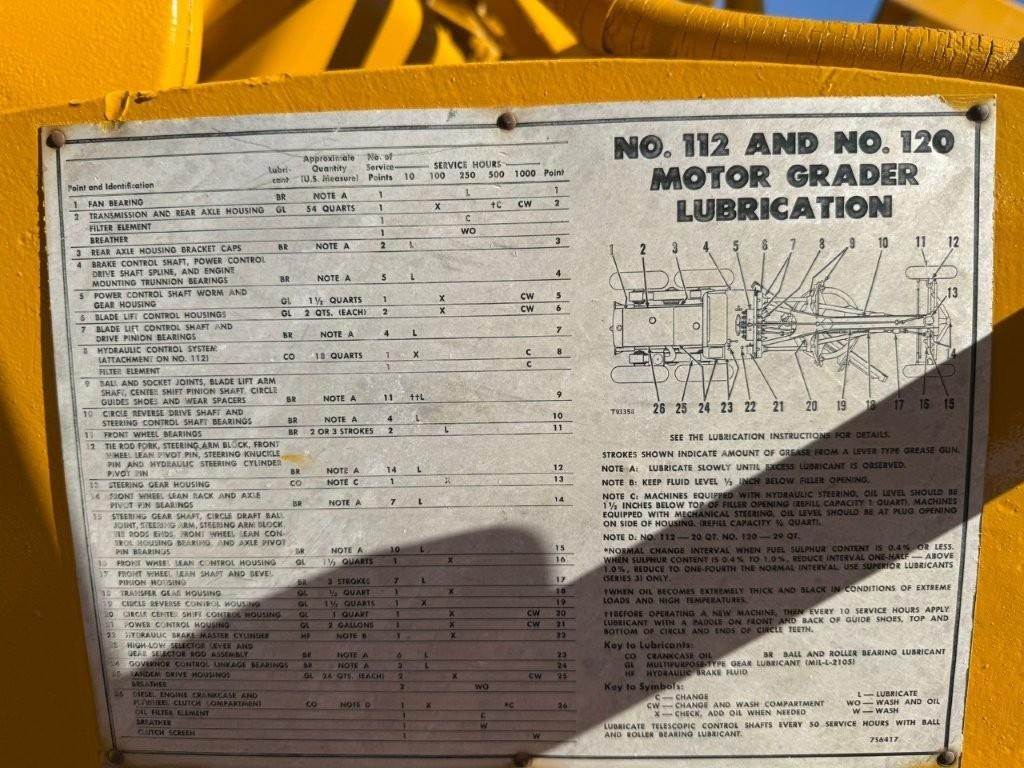 Point and Identification Lubri-cant Approximate Quantity (U.S. Measure) No. of Service Points SERVICE HOURS 10 100 250 500 1000 Point
1 FAN BEARING BR NOTE A 1 L 1
2 TRANSMISSION AND REAR AXLE HOUSING GL 54 QUARTS 1 X †C CW 2
FILTER ELEMENT 1 C
BREATHER 1 WO
3 REAR AXLE HOUSING BRACKET CAPS BR NOTE A 2 L 3
4 BRAKE CONTROL SHAFT, POWER CONTROL
DRIVE SHAFT SPLINE, AND ENGINE
MOUNTING TRUNNION BEARINGS BR NOTE A 5 L 4
5 POWER CONTROL SHAFT WORM AND
GEAR HOUSING GL 1½ QUARTS 1 X CW 5
6 BLADE LIFT CONTROL HOUSINGS GL 2 QTS. (EACH) 2 X CW 6
7 BLADE LIFT CONTROL SHAFT AND
DRIVE PINION BEARINGS BR NOTE A 4 L 7
8 HYDRAULIC CONTROL SYSTEM
(ATTACHMENT ON NO. 112) CO 18 QUARTS 1 X C 8
FILTER ELEMENT 1 C
9 BALL AND SOCKET JOINTS, BLADE LIFT ARM
SHAFT, CENTER SHIFT PINION SHAFT, CIRCLE
GUIDES SHOES AND WEAR SPACERS BR NOTE A 11 ††L 9
10 CIRCLE REVERSE DRIVE SHAFT AND
STEERING CONTROL SHAFT BEARINGS BR NOTE A 4 L 10
11 FRONT WHEEL BEARINGS BR 2 OR 3 STROKES 2 L 11
12 TIE ROD FORK, STEERING ARM BLOCK, FRONT
WHEEL LEAN PIVOT PIN, STEERING KNUCKLE
PIN AND HYDRAULIC STEERING CYLINDER
PIVOT PIN BR NOTE A 14 L 12
13 STEERING GEAR HOUSING CO NOTE C 1 X 13
14 FRONT WHEEL LEAN RACK AND AXLE
PIVOT PIN BEARINGS BR NOTE A 7 L 14
15 STEERING GEAR SHAFT, CIRCLE DRAFT BALL
JOINT, STEERING ARM, STEERING ARM BLOCK,
TIE RODS ENDS, FRONT WHEEL LEAN CON-
TROL HOUSING BEARING AND AXLE PIVOT
PIN BEARINGS BR NOTE A 10 L 15
16 FRONT WHEEL LEAN CONTROL HOUSING GL 1½ QUARTS 1 X 16
17 FRONT WHEEL LEAN SHAFT AND BEVEL
PINION HOUSING BR 3 STROKES 7 L 17
18 TRANSFER GEAR HOUSING GL ½ QUART 1 X 18
19 CIRCLE REVERSE CONTROL HOUSING GL 1½ QUARTS 1 X 19
20 CIRCLE CENTER SHIFT CONTROL HOUSING GL 1 QUART 1 X CW 20
21 POWER CONTROL HOUSING GL 2 GALLONS 1 X CW 21
22 HYDRAULIC BRAKE MASTER CYLINDER HF NOTE B 1 X 22
23 HIGH-LOW SELECTOR LEVER AND
GEAR SELECTOR ROD ASSEMBLY BR NOTE A 6 L 23
24 GOVERNOR CONTROL LINKAGE BEARINGS BR NOTE A 3 L 24
25 TANDEM DRIVE HOUSINGS GL 24 QTS. (EACH) 2 X CW 25
BREATHER 2 WO
26 DIESEL ENGINE CRANKCASE AND
FLYWHEEL CLUTCH COMPARTMENT CO NOTE D 1 X *C 26
OIL FILTER ELEMENT 1 C
BREATHER 1 W
CLUTCH SCREEN 1 W
NO. 112 AND NO. 120
MOTOR GRADER
LUBRICATION
1 2 3 4 5 6 7 8 9 10 11 12
13
14
T93358 26 25 24 23 22 21 20 19 18 17 16 15
SEE THE LUBRICATION INSTRUCTIONS FOR DETAILS.
STROKES SHOWN INDICATE AMOUNT OF GREASE FROM A LEVER TYPE GREASE GUN.
NOTE A: LUBRICATE SLOWLY UNTIL EXCESS LUBRICANT IS OBSERVED.
NOTE B: KEEP FLUID LEVEL ½ INCH BELOW FILLER OPENING.
NOTE C: MACHINES EQUIPPED WITH HYDRAULIC STEERING, OIL LEVEL SHOULD BE
1½ INCHES BELOW TOP OF FILLER OPENING (REFILL CAPACITY 1 QUART). MACHINES
EQUIPPED WITH MECHANICAL STEERING, OIL LEVEL SHOULD BE AT PLUG OPENING
ON SIDE OF HOUSING. (REFILL CAPACITY ¾ QUART).
NOTE D: NO. 112 — 20 QT. NO. 120 — 29 QT.
*NORMAL CHANGE INTERVAL WHEN FUEL SULPHUR CONTENT IS 0.4% OR LESS.
WHEN SULPHUR CONTENT IS 0.4% TO 1.0%, REDUCE INTERVAL ONE-HALF — ABOVE
1.0%, REDUCE TO ONE-FOURTH THE NORMAL INTERVAL. USE SUPERIOR LUBRICANTS
(SERIES 3) ONLY.
†WHEN OIL BECOMES EXTREMELY THICK AND BLACK IN CONDITIONS OF EXTREME
LOADS AND HIGH TEMPERATURES.
††BEFORE OPERATING A NEW MACHINE, THEN EVERY 10 SERVICE HOURS APPLY
LUBRICANT WITH A PADDLE ON FRONT AND BACK OF GUIDE SHOES, TOP AND
BOTTOM OF CIRCLE AND ENDS OF CIRCLE TEETH.
Key to Lubricants:
CO CRANKCASE OIL BR BALL AND ROLLER BEARING LUBRICANT
GL MULTIPURPOSE-TYPE GEAR LUBRICANT (MIL-L-2105)
HF HYDRAULIC BRAKE FLUID
Key to Symbols:
C — CHANGE L — LUBRICATE
CW — CHANGE AND WASH COMPARTMENT WO — WASH AND OIL
X — CHECK, ADD OIL WHEN NEEDED W — WASH
LUBRICATE TELESCOPIC CONTROL SHAFTS EVERY 50 SERVICE HOURS WITH BALL
AND ROLLER BEARING LUBRICANT.
7S6417